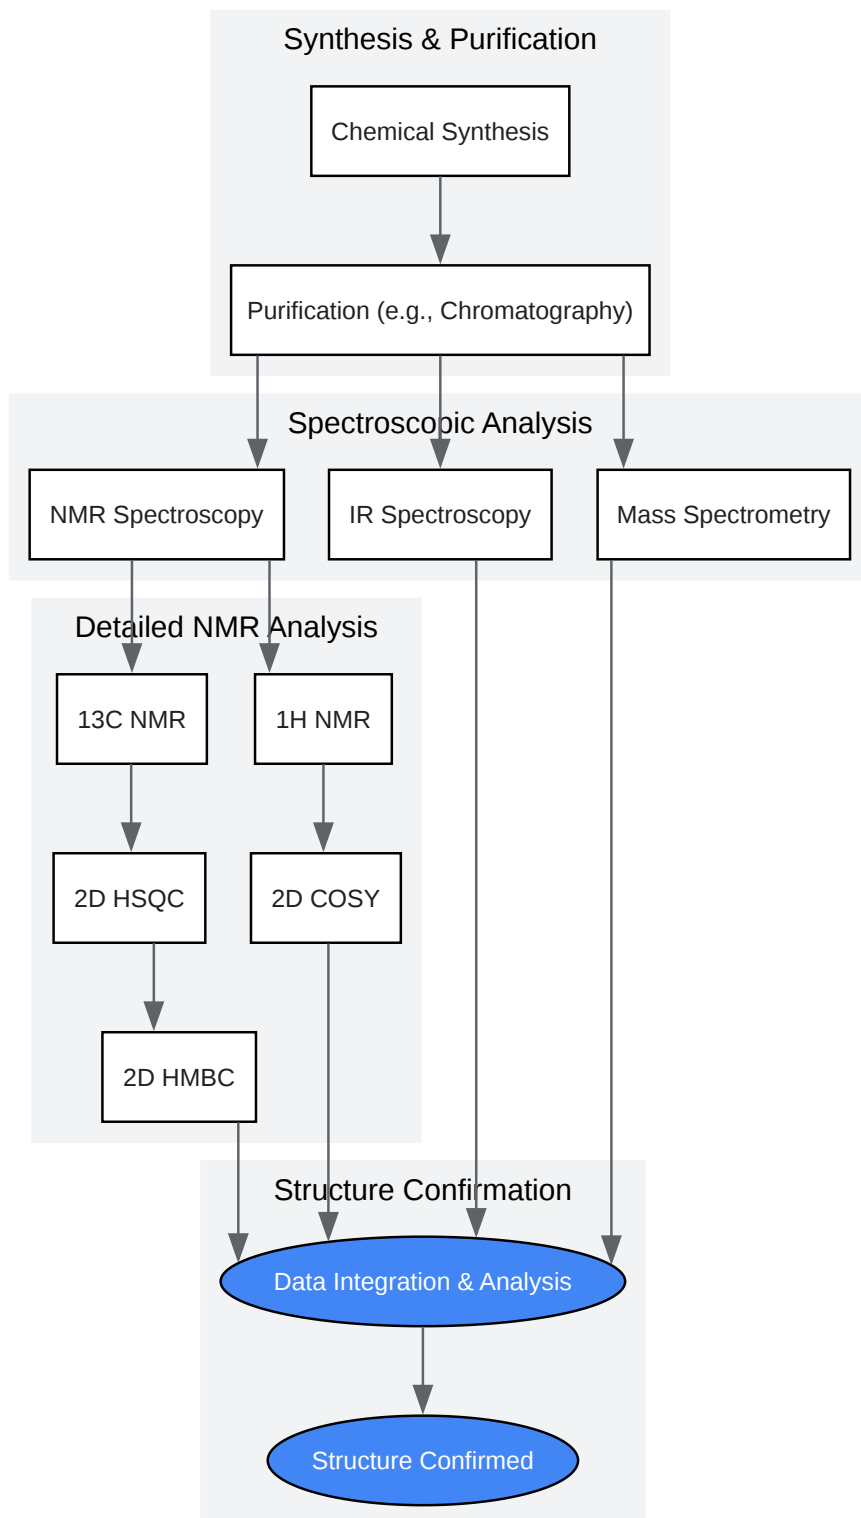 Synthesis & Purification
Chemical Synthesis
Purification (e.g., Chromatography)
Spectroscopic Analysis
NMR Spectroscopy
IR Spectroscopy
Mass Spectrometry
Detailed NMR Analysis
13C NMR
1H NMR
2D HSQC
2D COSY
2D HMBC
Structure Confirmation
Data Integration & Analysis
Structure Confirmed